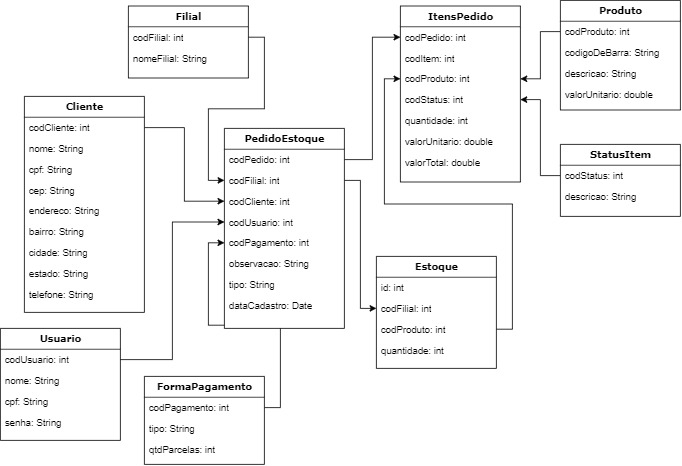 Filial
codFilial: int
nomeFilial: String
ItensPedido
codPedido: int
codItem: int
codProduto: int
codStatus: int
quantidade: int
valorUnitario: double
valorTotal: double
Produto
codProduto: int
codigoDeBarra: String
descricao: String
valorUnitario: double
Cliente
codCliente: int
nome: String
cpf: String
cep: String
endereco: String
bairro: String
cidade: String
estado: String
telefone: String
PedidoEstoque
codPedido: int
codFilial: int
codCliente: int
codUsuario: int
codPagamento: int
observacao: String
tipo: String
dataCadastro: Date
StatusItem
codStatus: int
descricao: String
Estoque
id: int
codFilial: int
codProduto: int
quantidade: int
Usuario
codUsuario: int
nome: String
cpf: String
senha: String
FormaPagamento
codPagamento: int
tipo: String
qtdParcelas: int